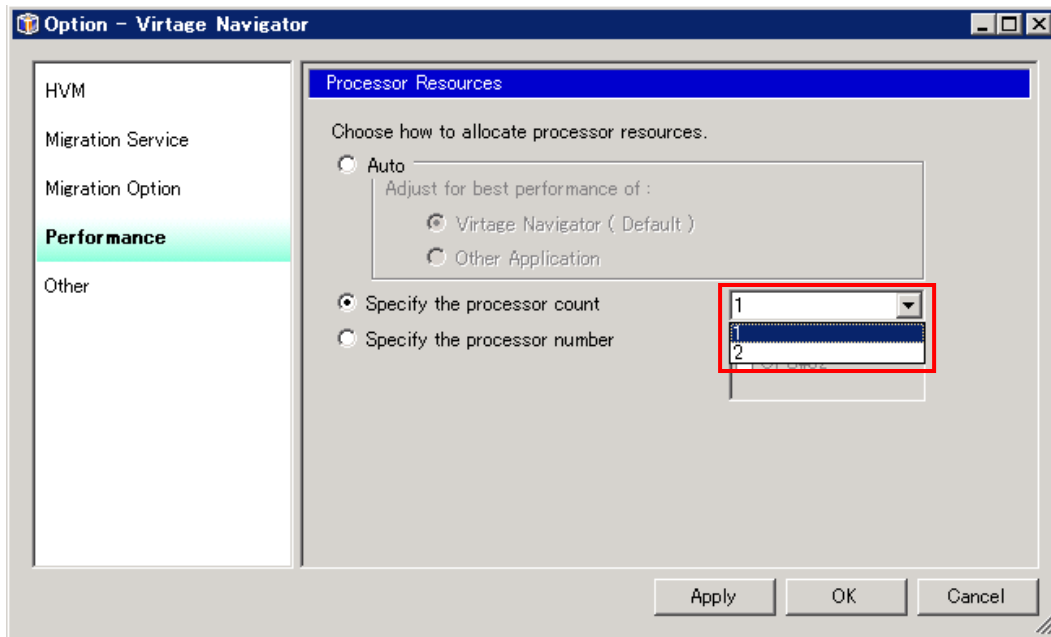 Option - Virtage Navigator
HVM
Migration Service
Migration Option
Performance
Other
Processor Resources
Choose how to allocate processor resources.
Auto
Adjust for best performance of :
Virtage Navigator ( Default )
Other Application
Specify the processor count
1
1
2
Specify the processor number
Apply
OK
Cancel